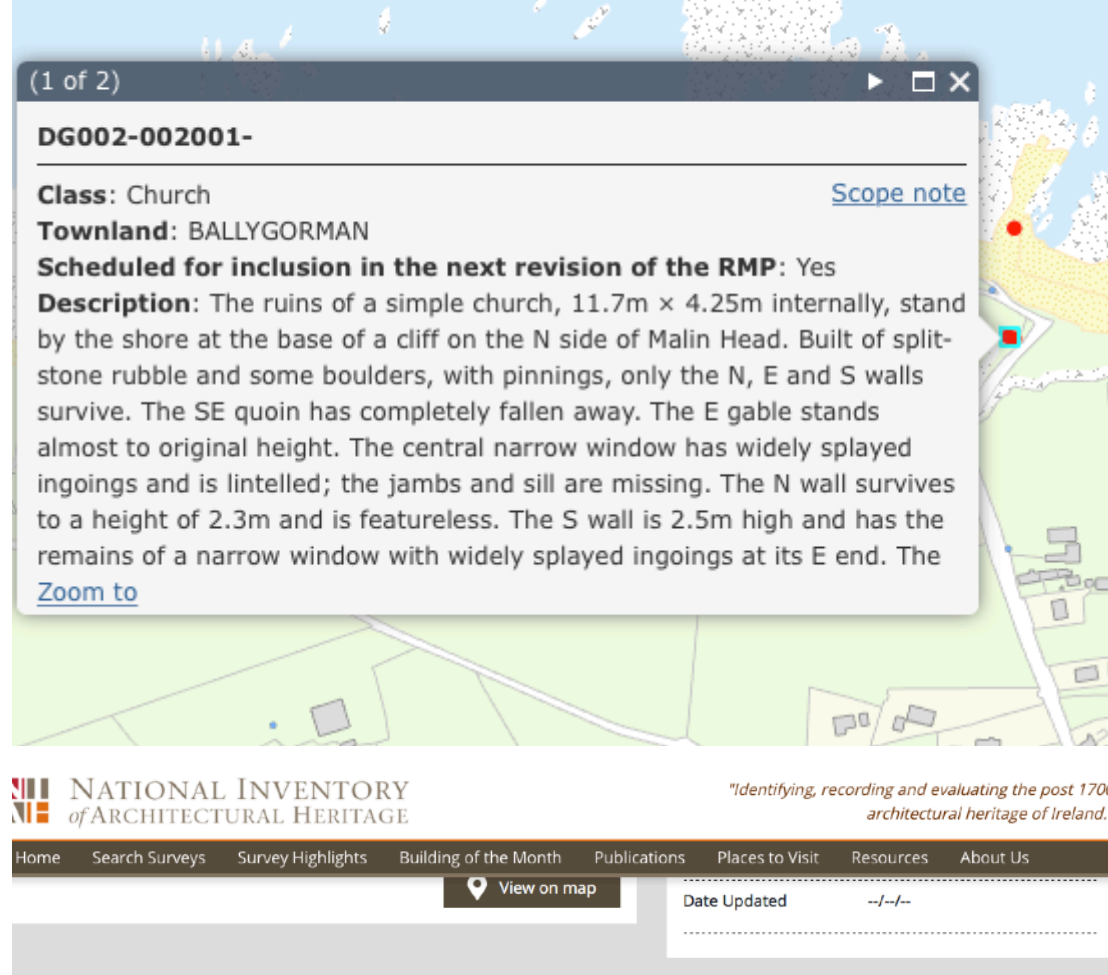 (1 of 2)
DG002-002001-
Class: Church
Scope note
Townland: BALLYGORMAN
Scheduled for inclusion in the next revision of the RMP: Yes
Description: The ruins of a simple church, 11.7m × 4.25m internally, stand
by the shore at the base of a cliff on the N side of Malin Head. Built of split-
stone rubble and some boulders, with pinnings, only the N, E and S walls
survive. The SE quoin has completely fallen away. The E gable stands
almost to original height. The central narrow window has widely splayed
ingoings and is lintelled; the jambs and sill are missing. The N wall survives
to a height of 2.3m and is featureless. The S wall is 2.5m high and has the
remains of a narrow window with widely splayed ingoings at its E end. The
Zoom to
NATIONAL INVENTORY
of ARCHITECTURAL HERITAGE
"Identifying, recording and evaluating the post
architectural heritage of Ireland.
Home Search Surveys Survey Highlights Building of the Month Publications Places to Visit Resources About Us
View on map
Date Updated --/--/--